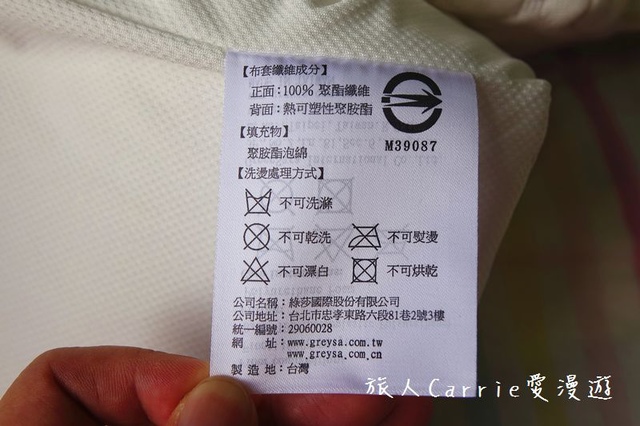 【布套纖維成分】
正面:100% 聚酯纖維
背面:熱可塑性聚胺酯
M39087
【填充物】
聚胺酯泡綿
【洗燙處理方式】
不可洗滌
不可乾洗 不可熨燙
不可漂白 不可烘乾
公司名稱:綠莎國際股份有限公司
公司地址:台北市忠孝東路六段81巷2號3樓
統一編號:29060028
網 址:www.greysa.com.tw
www.greysa.com.cn
製造地:台灣
旅人Carrie愛漫遊